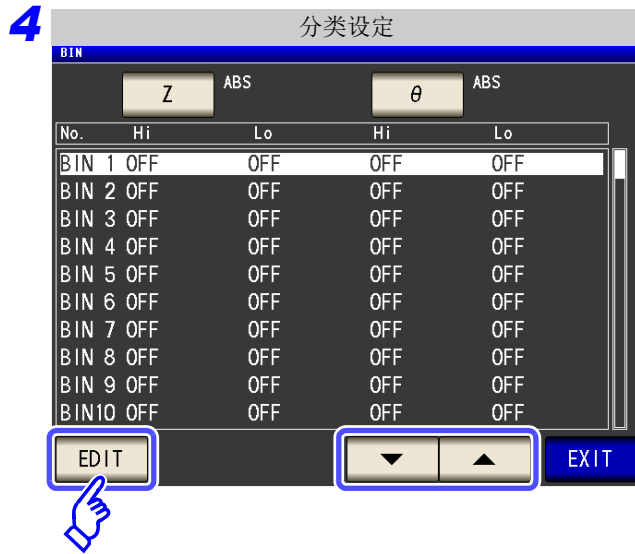 4
分类设定
BIN
Z ABS θ ABS
No. Hi Lo Hi Lo
BIN 1 OFF OFF OFF OFF
BIN 2 OFF OFF OFF OFF
BIN 3 OFF OFF OFF OFF
BIN 4 OFF OFF OFF OFF
BIN 5 OFF OFF OFF OFF
BIN 6 OFF OFF OFF OFF
BIN 7 OFF OFF OFF OFF
BIN 8 OFF OFF OFF OFF
BIN 9 OFF OFF OFF OFF
BIN10 OFF OFF OFF OFF
EDIT ▼ ▲ EXIT